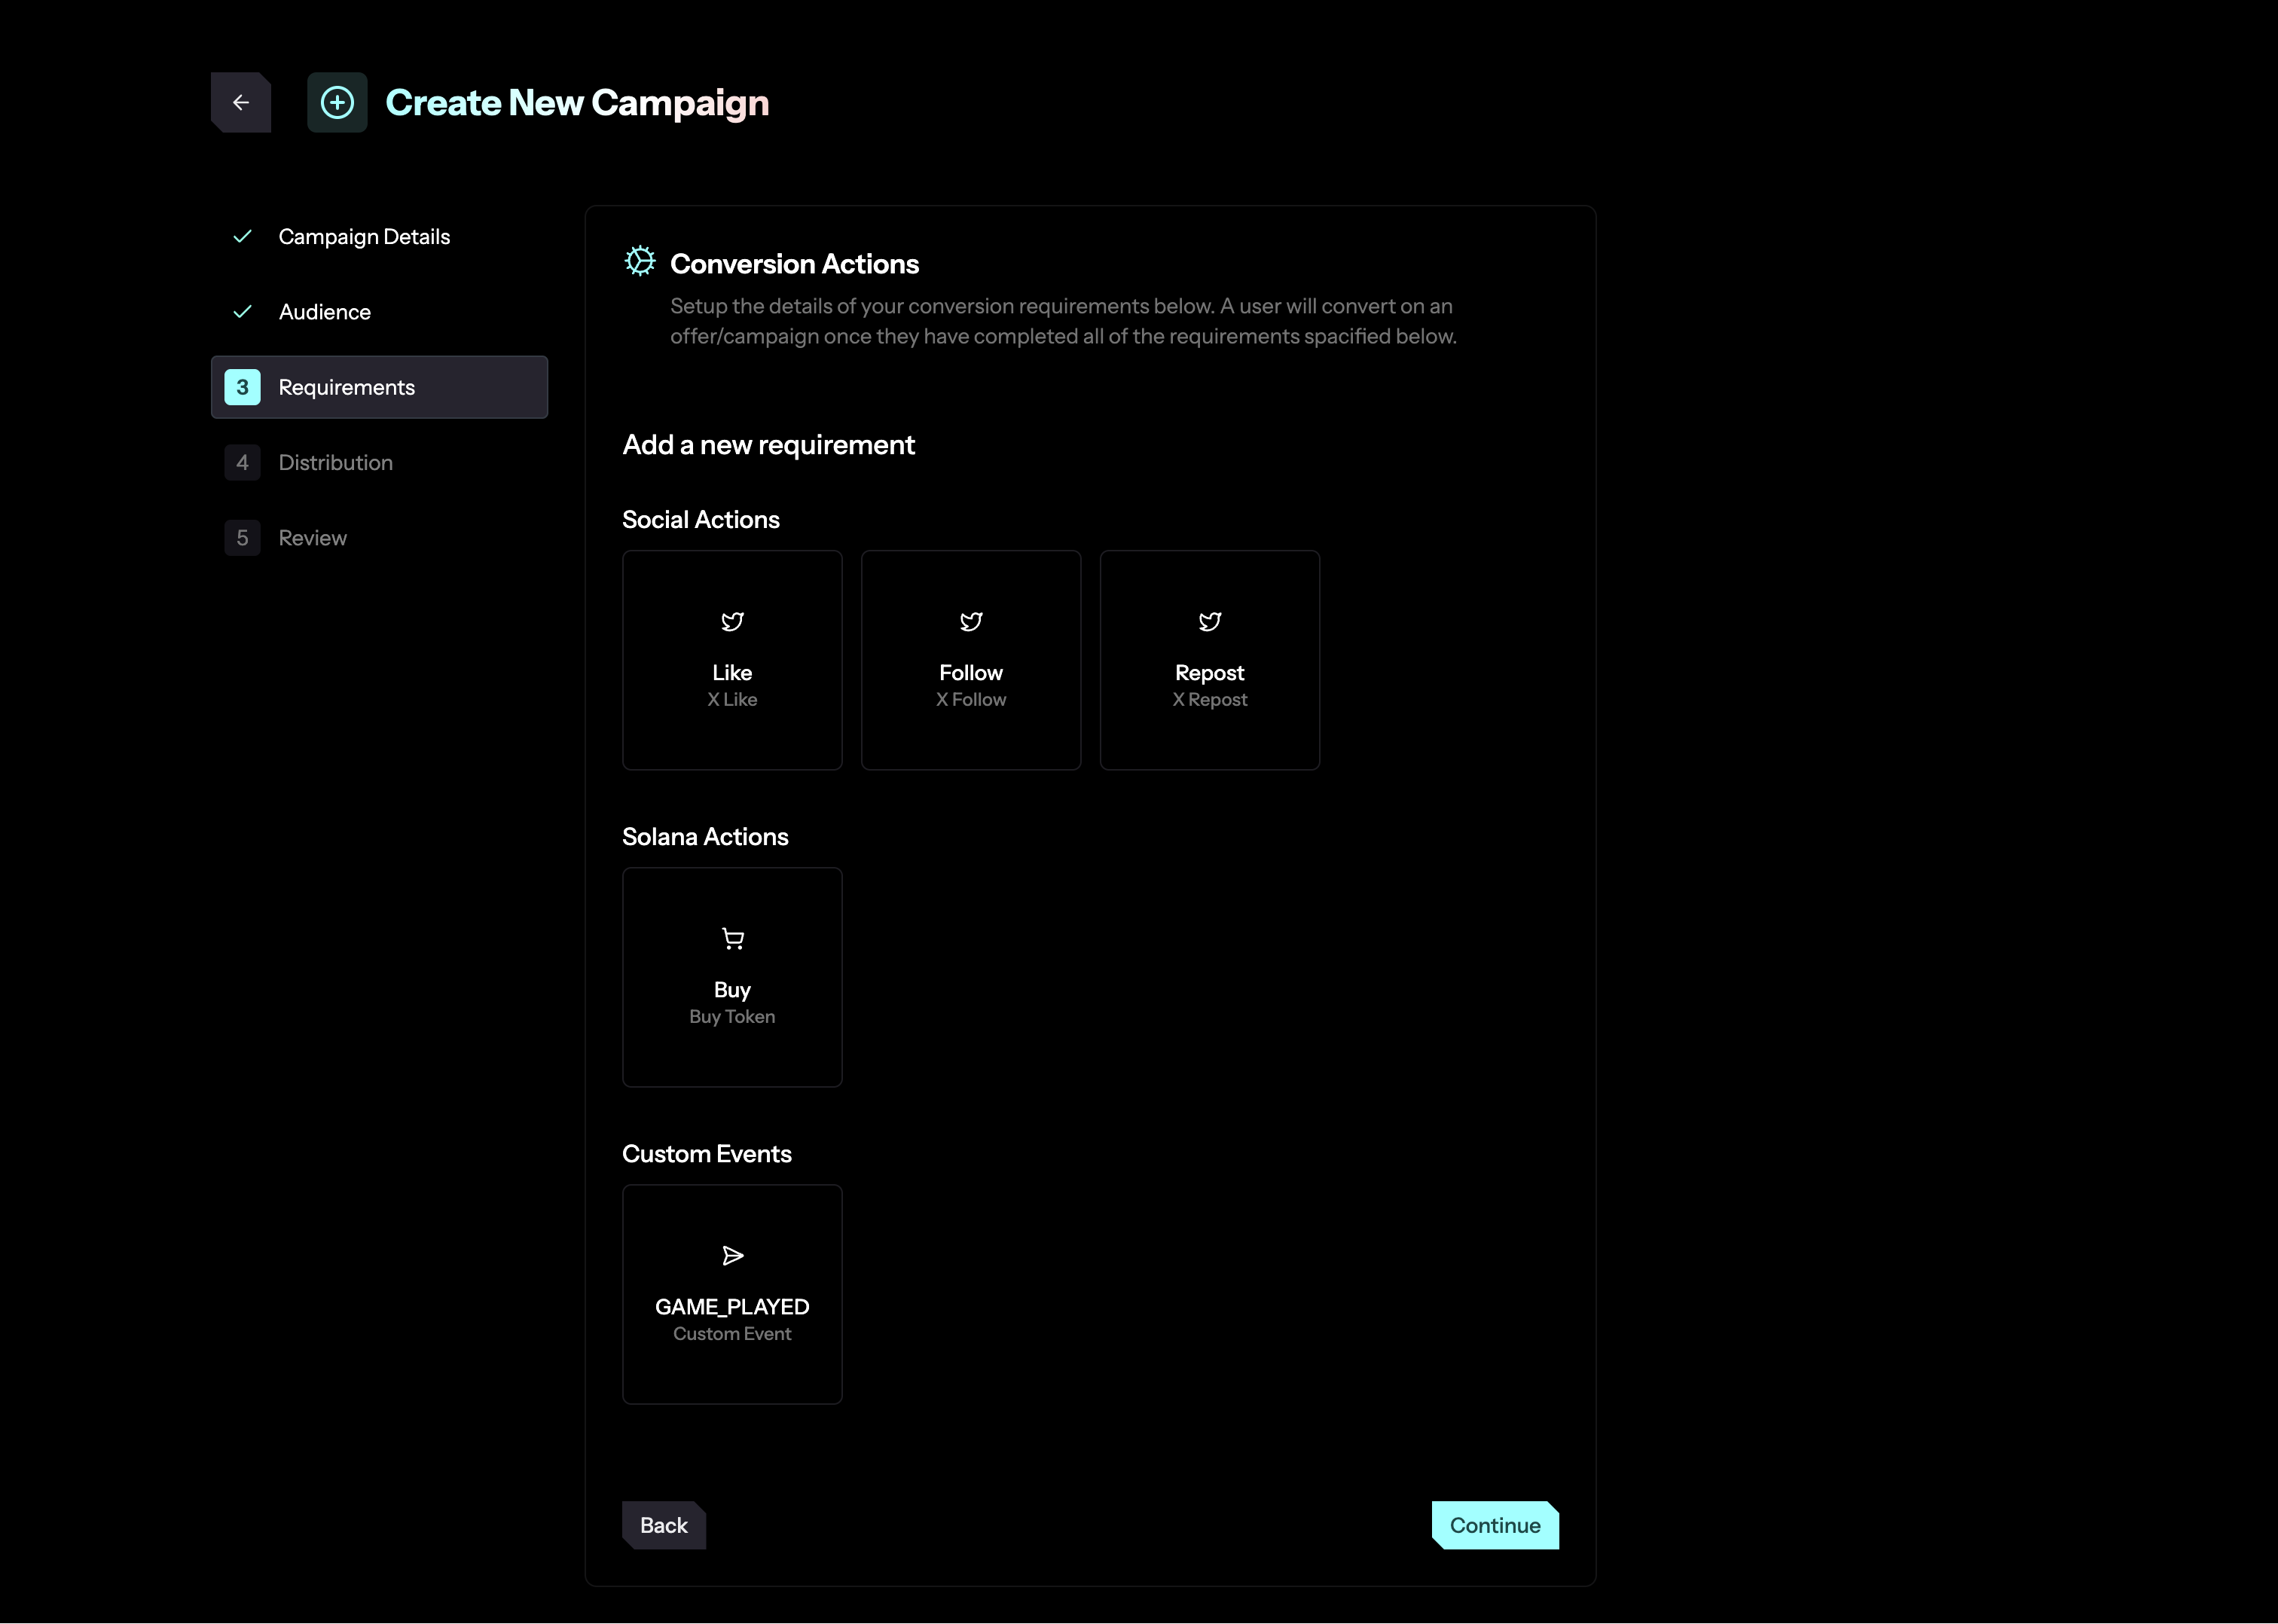 Create New Campaign
Campaign Details
Audience
3 Requirements
4 Distribution
5 Review
Conversion Actions
Setup the details of your conversion requirements below. A user will convert on an
offer/campaign once they have completed all of the requirements spacified below.
Add a new requirement
Social Actions
Like
X Like
Follow
X Follow
Repost
X Repost
Solana Actions
Buy
Buy Token
Custom Events
GAME_PLAYED
Custom Event
Back
Continue